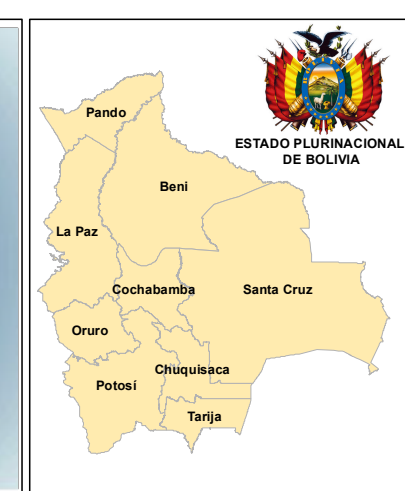 ESTADO PLURINACIONAL
DE BOLIVIA
Pando
Beni
La Paz
Cochabamba
Santa Cruz
Oruro
Chuquisaca
Potosí
Tarija